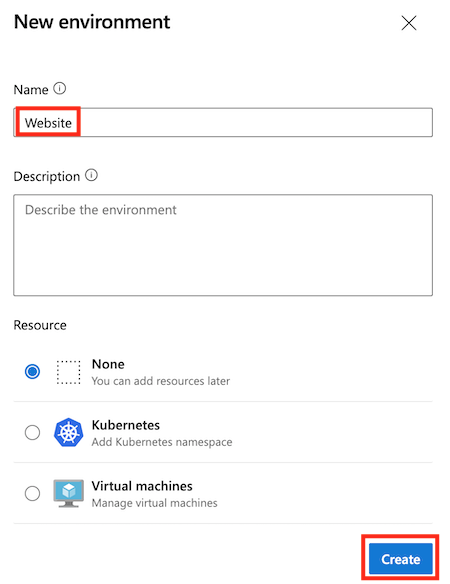 New environment
Name
Website
Description
Describe the environment
Resource
None
You can add resources later
Kubernetes
Add Kubernetes namespace
Virtual machines
Manage virtual machines
Create